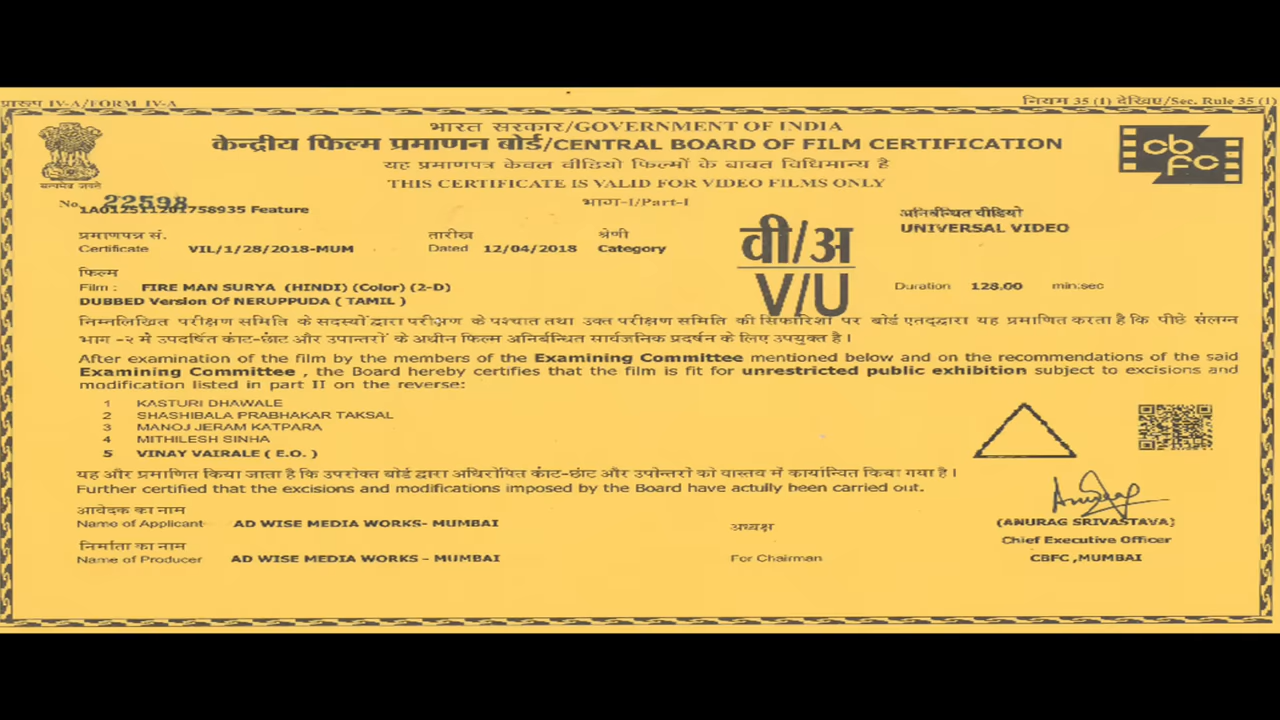 प्रारूप IV-A/FORM IV-A
नियम 35 (1) देखिए/Sec. Rule 35 (1)
भारत सरकार/GOVERNMENT OF INDIA
केन्द्रीय फिल्म प्रमाणन बोर्ड/CENTRAL BOARD OF FILM CERTIFICATION
cb
fc
यह प्रमाणपत्र केवल वीडियो फिल्मों के बावत विधिमान्य है
THIS CERTIFICATE IS VALID FOR VIDEO FILMS ONLY
सत्यमेव जयते
No. 22598
1A012511201758935 Feature
भाग-I/Part-I
अनिबंन्धित वीडियो
UNIVERSAL VIDEO
प्रमाणपत्र सं. तारीख श्रेणी
Certificate VIL/1/28/2018-MUM Dated 12/04/2018 Category
वी/अ
V/U
फिल्म
Film : FIRE MAN SURYA (HINDI) (Color) (2-D)
Duration 128.00 min:sec
DUBBED Version Of NERUPPUDA ( TAMIL )
निम्नलिखित परीक्षण समिति के सदस्यों द्वारा परीक्षण के पश्चात तथा उक्त परीक्षण समिति की सिफारिशों पर बोर्ड एतद्द्वारा यह प्रमाणित करता है कि पीछे संलग्न
भाग -२ में उपदर्षित कांट-छांट और उपान्तरों के अधीन फिल्म अनिबंन्धित सार्वजनिक प्रदर्षन के लिए उपयुक्त है।
After examination of the film by the members of the Examining Committee mentioned below and on the recommendations of the said
Examining Committee , the Board hereby certifies that the film is fit for unrestricted public exhibition subject to excisions and
modification listed in part II on the reverse:
1 KASTURI DHAWALE
2 SHASHIBALA PRABHAKAR TAKSAL
3 MANOJ JERAM KATPARA
4 MITHILESH SINHA
5 VINAY VAIRALE ( E.O. )
यह और प्रमाणित किया जाता है कि उपरोक्त बोर्ड द्वारा अधिरोपित कांट-छांट और उपांन्तरों को वास्तव में कार्यान्वित किया गया है।
Further certified that the excisions and modifications imposed by the Board have actully been carried out.
आवेदक का नाम
Name of Applicant AD WISE MEDIA WORKS- MUMBAI
अध्यक्ष
(ANURAG SRIVASTAVA)
Chief Executive Officer
निर्माता का नाम
Name of Producer AD WISE MEDIA WORKS - MUMBAI
For Chairman
CBFC ,MUMBAI